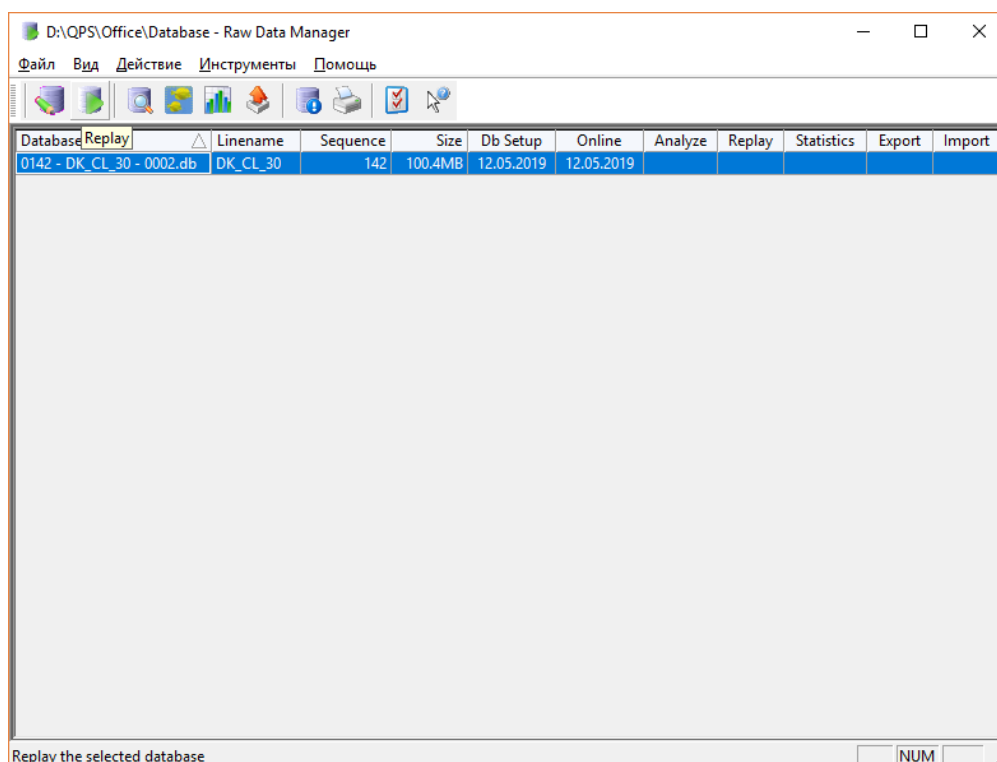 D:\QPS\Office\Database - Raw Data Manager
Файл Вид Действие Инструменты Помощь
Database Replay Linename Sequence Size Db Setup Online Analyze Replay Statistics Export Import
0142 - DK_CL_30 - 0002.db DK_CL_30 142 100.4MB 12.05.2019 12.05.2019
Replay the selected database NUM